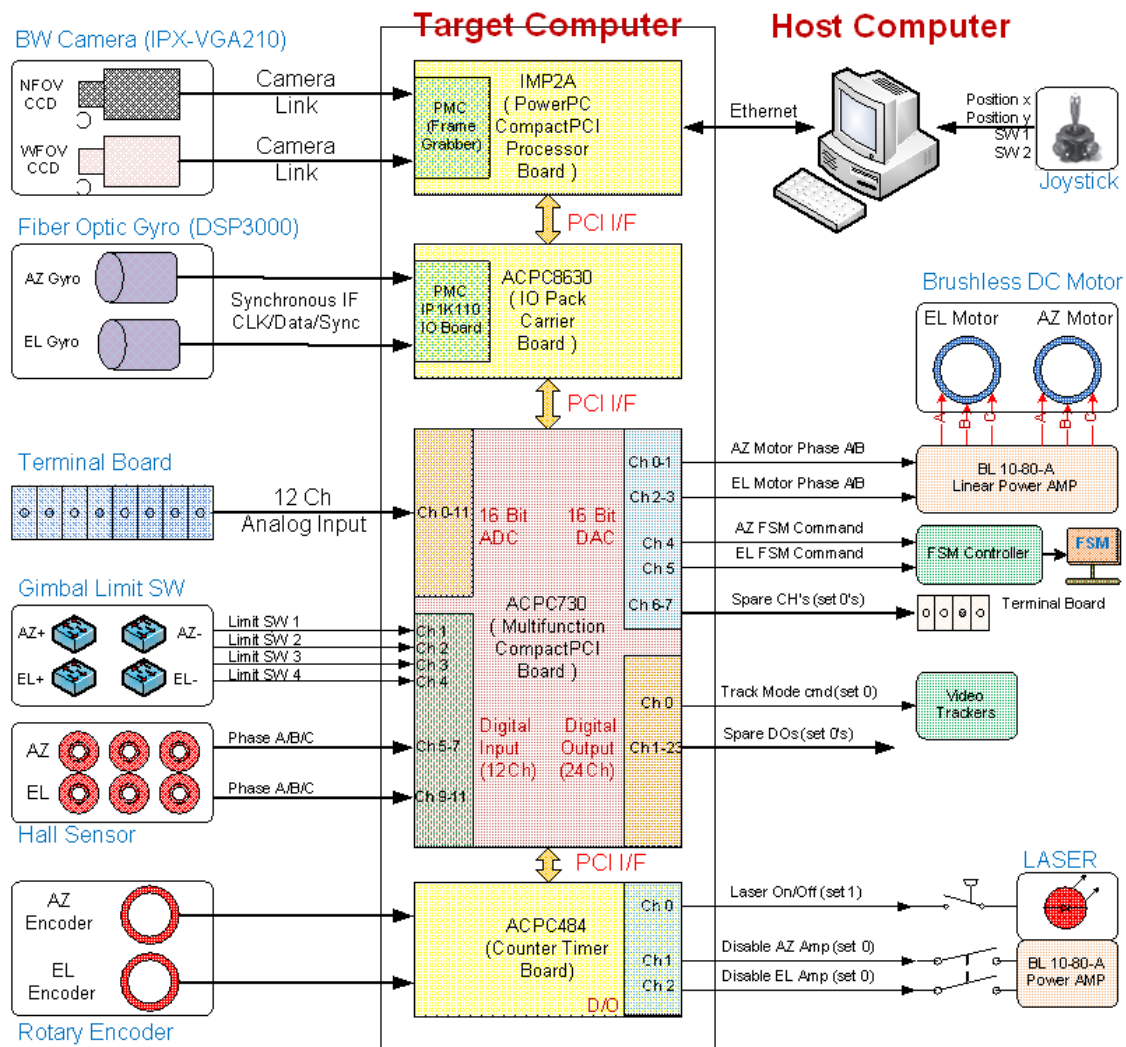 Target Computer
Host Computer
BW Camera (IPX-VGA210)
NFOV
CCD
WFOV
CCD
Camera
Link
Camera
Link
PMC
(Frame
Grabber)
IMP2A
( PowerPC
CompactPCI
Processor
Board )
Ethernet
Position x
Position y
SW 1
SW 2
Joystick
PCI I/F
Fiber Optic Gyro (DSP3000)
AZ Gyro
EL Gyro
Synchronous IF
CLK/Data/Sync
PMC
IP1K110
IO Board
ACPC8630
( IO Pack
Carrier
Board )
PCI I/F
Brushless DC Motor
EL Motor
AZ Motor
A
B
C
A
B
C
BL 10-80-A
Linear Power AMP
Terminal Board
12 Ch
Analog Input
Ch 0-11
16 Bit
ADC
16 Bit
DAC
Ch 0-1
Ch 2-3
Ch 4
Ch 5
Ch 6-7
AZ Motor Phase A/B
EL Motor Phase A/B
AZ FSM Command
EL FSM Command
Spare CH's (set 0's)
FSM Controller
FSM
Terminal Board
ACPC730
( Multifunction
CompactPCI
Board )
Gimbal Limit SW
AZ+
AZ-
EL+
EL-
Limit SW 1
Limit SW 2
Limit SW 3
Limit SW 4
Ch 1
Ch 2
Ch 3
Ch 4
Digital
Input
(12Ch)
Digital
Output
(24Ch)
Ch 0
Ch 1-23
Track Mode cmd (set 0)
Spare DOs (set 0's)
Video
Trackers
AZ
EL
Hall Sensor
Phase A/B/C
Phase A/B/C
Ch 5-7
Ch 9-11
PCI I/F
AZ
Encoder
EL
Encoder
Rotary Encoder
ACPC484
(Counter Timer
Board)
D/O
Ch 0
Ch 1
Ch 2
Laser On/Off (set 1)
Disable AZ Amp (set 0)
Disable EL Amp (set 0)
LASER
BL 10-80-A
Power AMP